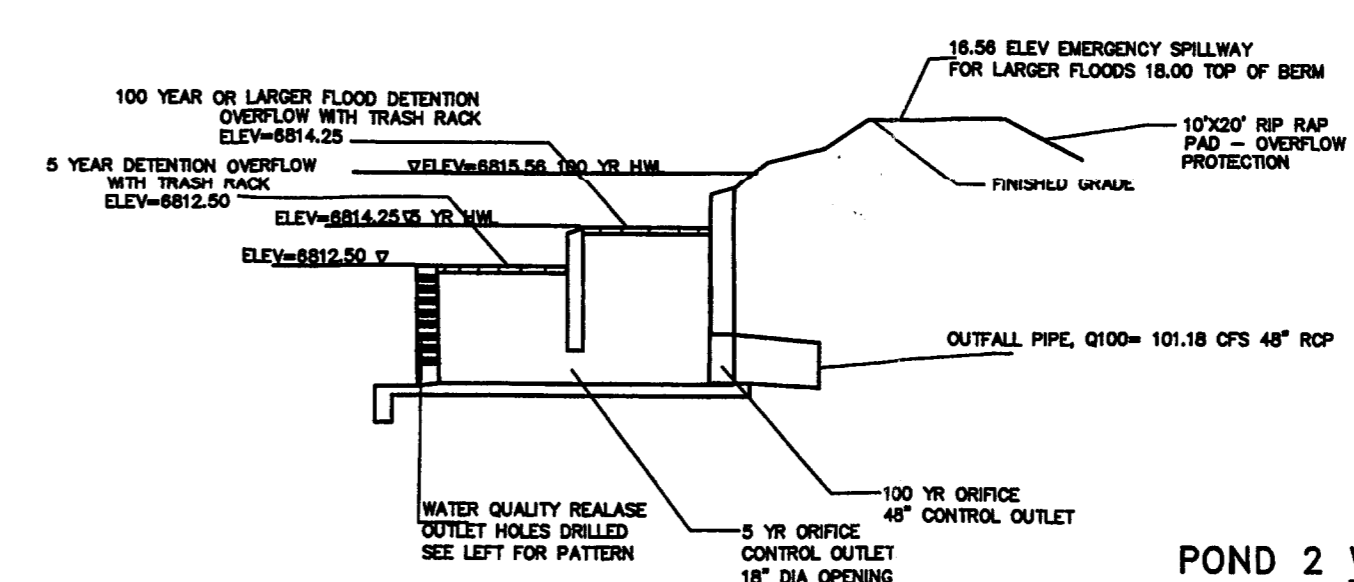 16.56 ELEV EMERGENCY SPILLWAY
FOR LARGER FLOODS 18.00 TOP OF BERM
100 YEAR OR LARGER FLOOD DETENTION
OVERFLOW WITH TRASH RACK
ELEV=6814.25
10'X20' RIP RAP
PAD - OVERFLOW
PROTECTION
5 YEAR DETENTION OVERFLOW
WITH TRASH RACK
ELEV=6812.50
ELEV=6815.56 100 YR HWL
FINISHED GRADE
ELEV=6814.25 5 YR HWL
ELEV=6812.50
OUTFALL PIPE, Q100= 101.18 CFS 48" RCP
100 YR ORIFICE
48" CONTROL OUTLET
WATER QUALITY REALASE
OUTLET HOLES DRILLED
SEE LEFT FOR PATTERN
5 YR ORIFICE
CONTROL OUTLET
18" DIA OPENING
POND 2